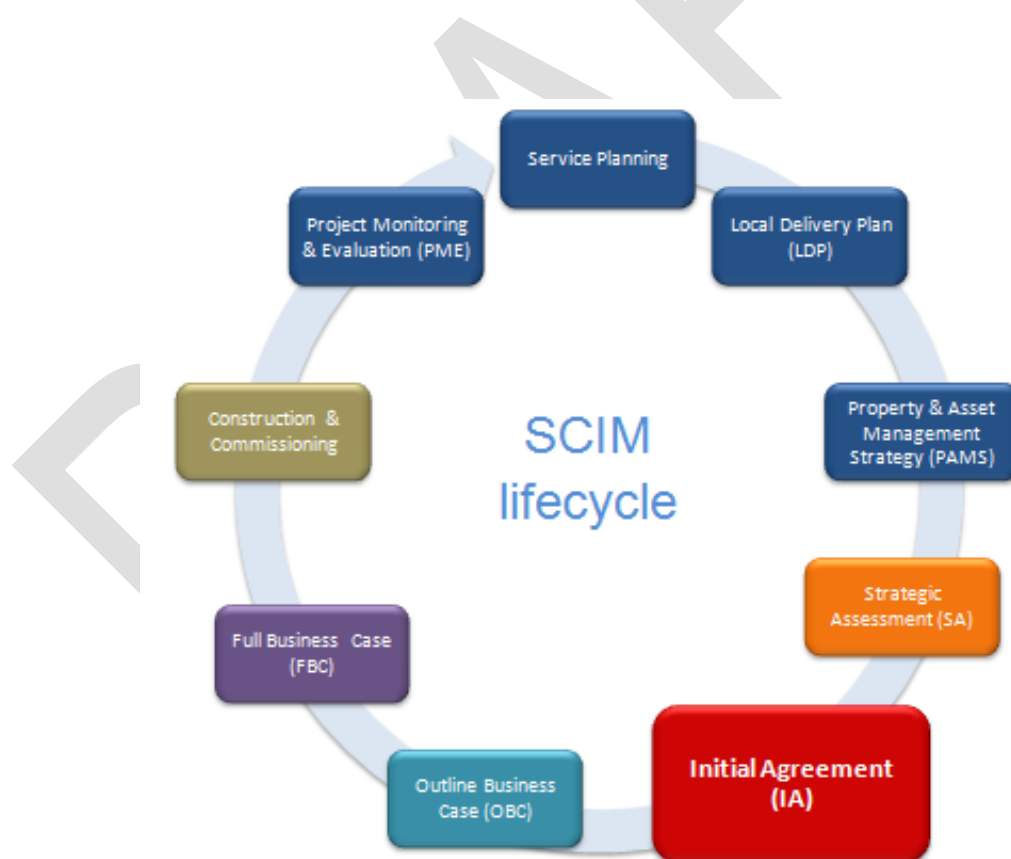 Service Planning
Local Delivery Plan
(LDP)
Property & Asset
Management
Strategy (PAMS)
Strategic
Assessment (SA)
Initial Agreement
(IA)
Outline Business
Case (OBC)
Full Business Case
(FBC)
Construction &
Commissioning
Project Monitoring
& Evaluation (PME)
SCIM
lifecycle